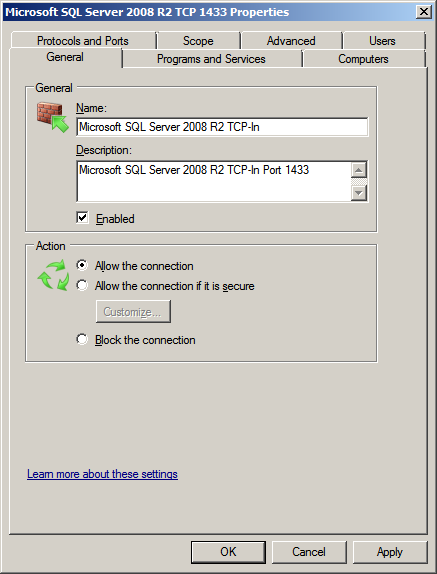 Microsoft SQL Server 2008 R2 TCP 1433 Properties
Protocols and Ports
Scope
Advanced
Users
General
Programs and Services
Computers
General
Name:
Microsoft SQL Server 2008 R2 TCP-In
Description:
Microsoft SQL Server 2008 R2 TCP-In Port 1433
Enabled
Action
Allow the connection
Allow the connection if it is secure
Customize...
Block the connection
Learn more about these settings
OK
Cancel
Apply